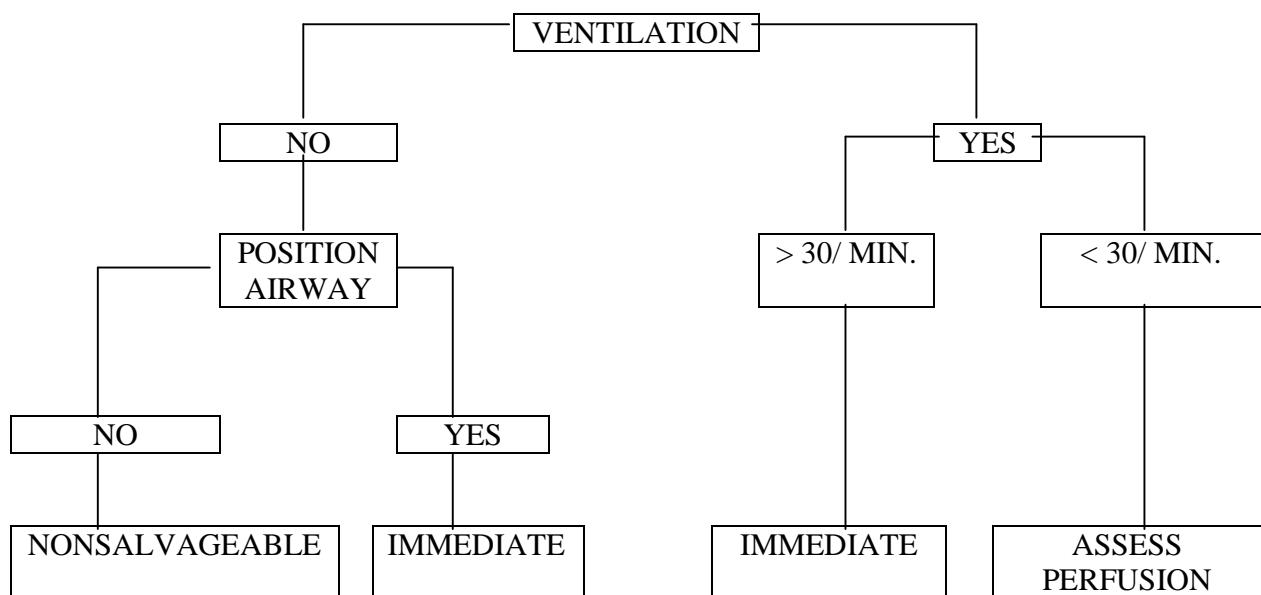 VENTILATION
NO
YES
POSITION
AIRWAY
> 30/ MIN.
< 30/ MIN.
NO
YES
NONSALVAGEABLE
IMMEDIATE
IMMEDIATE
ASSESS
PERFUSION